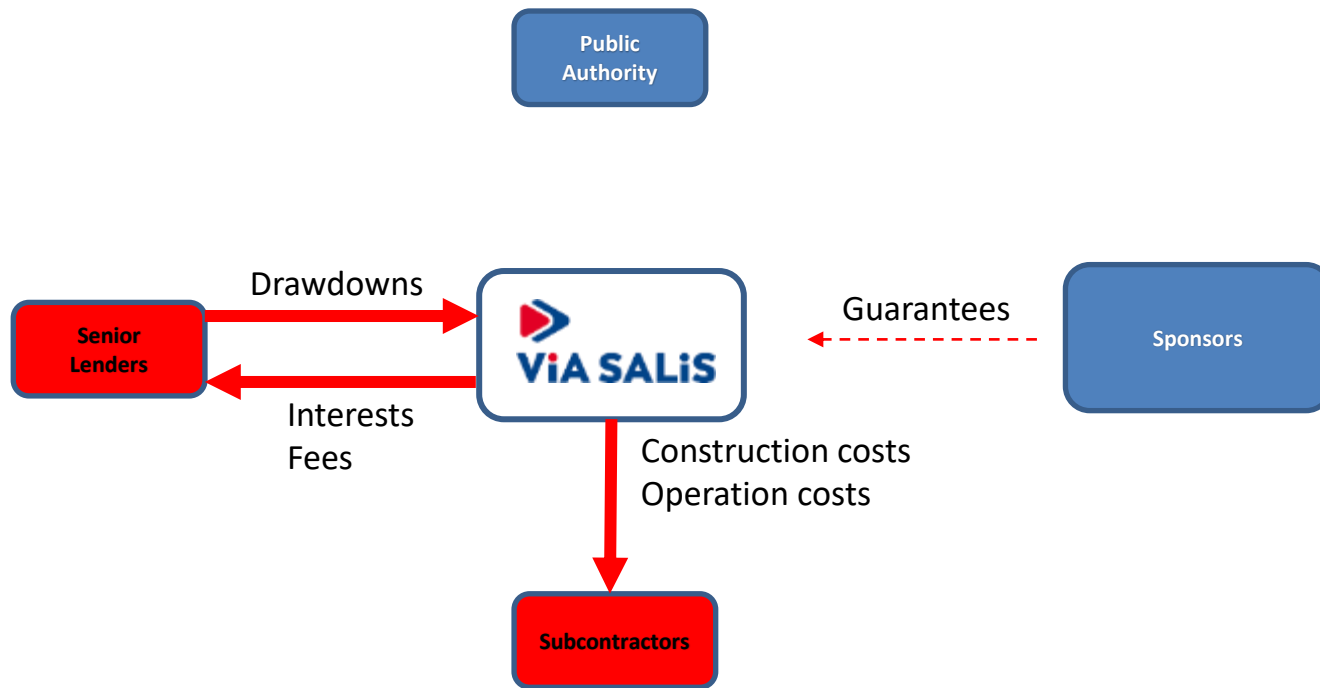 Public
Authority
Drawdowns
Senior
Lenders
ViA SALiS
Guarantees
Sponsors
Interests
Fees
Construction costs
Operation costs
Subcontractors